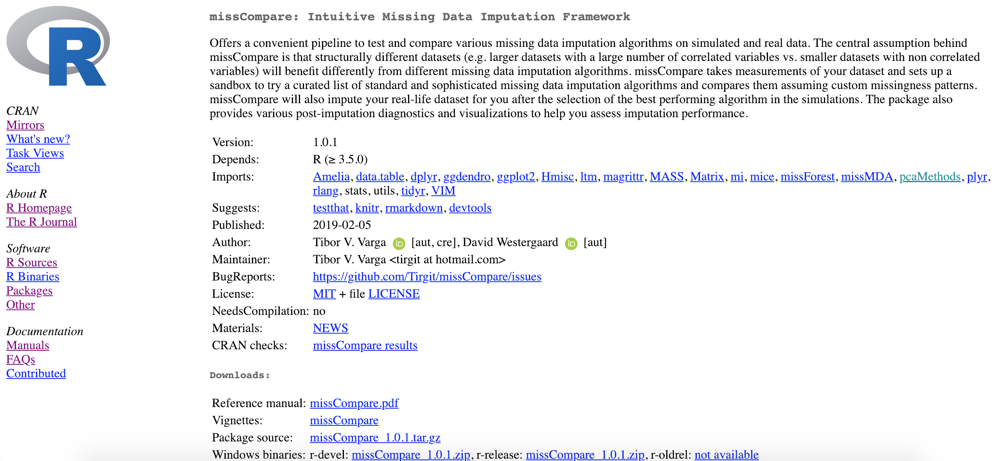 R
CRAN
Mirrors
What's new?
Task Views
Search
About R
R Homepage
The R Journal
Software
R Sources
R Binaries
Packages
Other
Documentation
Manuals
FAQs
Contributed
missCompare: Intuitive Missing Data Imputation Framework
Offers a convenient pipeline to test and compare various missing data imputation algorithms on simulated and real data. The central assumption behind
missCompare is that structurally different datasets (e.g. larger datasets with a large number of correlated variables vs. smaller datasets with non correlated
variables) will benefit differently from different missing data imputation algorithms. missCompare takes measurements of your dataset and sets up a
sandbox to try a curated list of standard and sophisticated missing data imputation algorithms and compares them assuming custom missingness patterns.
missCompare will also impute your real-life dataset for you after the selection of the best performing algorithm in the simulations. The package also
provides various post-imputation diagnostics and visualizations to help you assess imputation performance.
Version: 1.0.1
Depends: R (≥ 3.5.0)
Imports: Amelia, data.table, dplyr, ggdendro, ggplot2, Hmisc, ltm, magrittr, MASS, Matrix, mi, mice, missForest, missMDA, pcaMethods, plyr,
rlang, stats, utils, tidyr, VIM
Suggests: testthat, knitr, rmarkdown, devtools
Published: 2019-02-05
Author: Tibor V. Varga iD [aut, cre], David Westergaard iD [aut]
Maintainer: Tibor V. Varga <tirgit at hotmail.com>
BugReports: https://github.com/Tirgit/missCompare/issues
License: MIT + file LICENSE
NeedsCompilation: no
Materials: NEWS
CRAN checks: missCompare results
Downloads:
Reference manual: missCompare.pdf
Vignettes: missCompare
Package source: missCompare_1.0.1.tar.gz
Windows binaries: r-devel: missCompare_1.0.1.zip, r-release: missCompare_1.0.1.zip, r-oldrel: not available